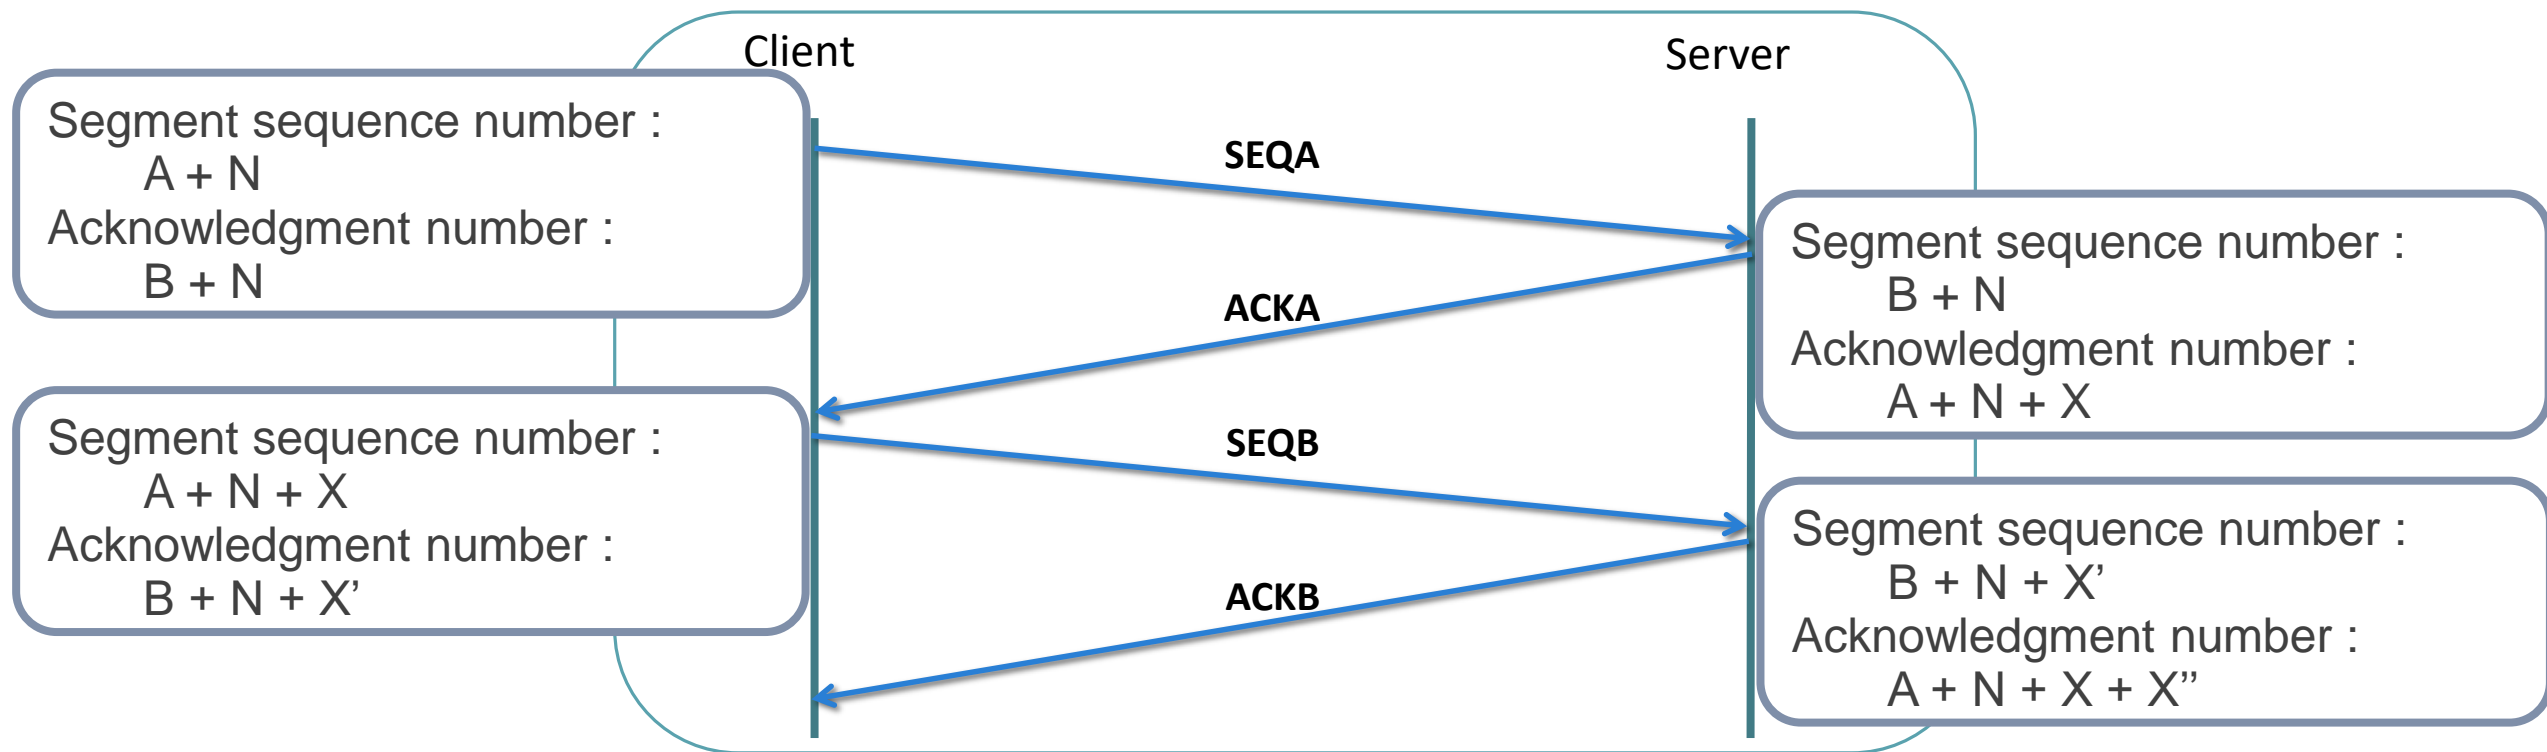 Client
Server
Segment sequence number :
A + N
Acknowledgment number :
B + N
SEQA
Segment sequence number :
B + N
Acknowledgment number :
A + N + X
ACKA
Segment sequence number :
A + N + X
Acknowledgment number :
B + N + X’
SEQB
Segment sequence number :
B + N + X’
Acknowledgment number :
A + N + X + X’’
ACKB